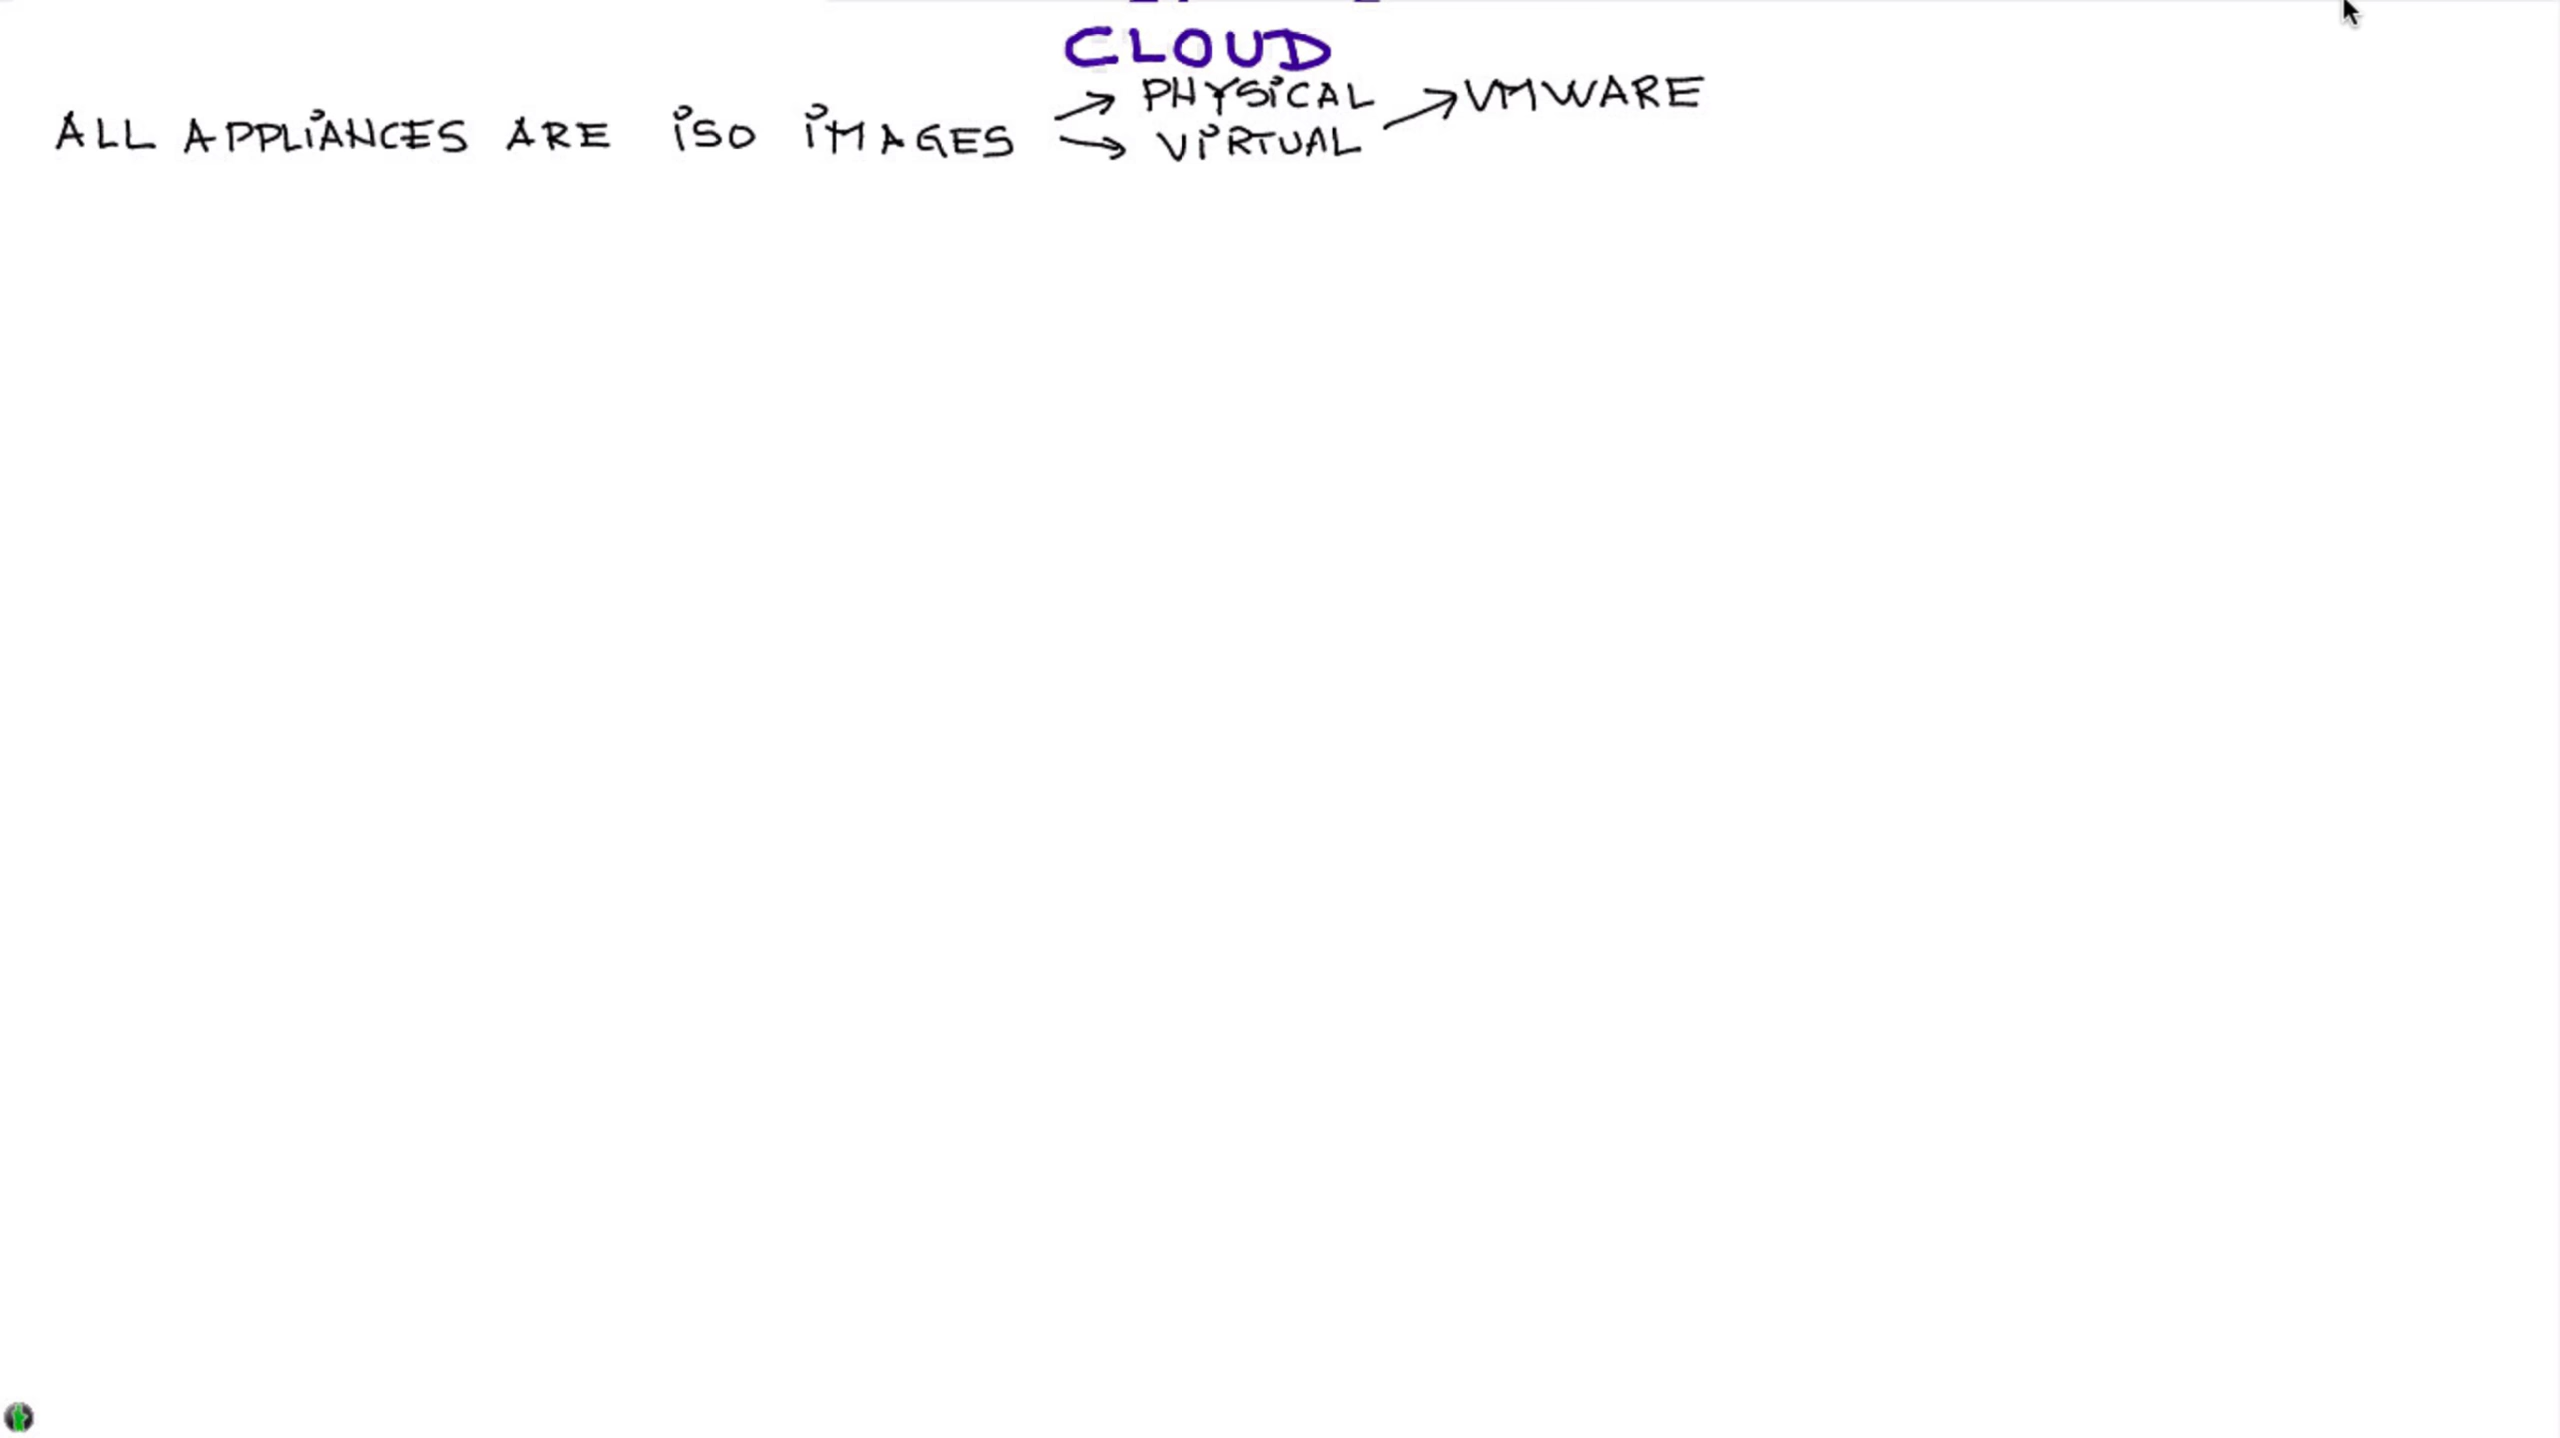 CLOUD
ALL APPLIANCES ARE ISO IMAGES → PHYSICAL → VMWARE
→ VIRTUAL